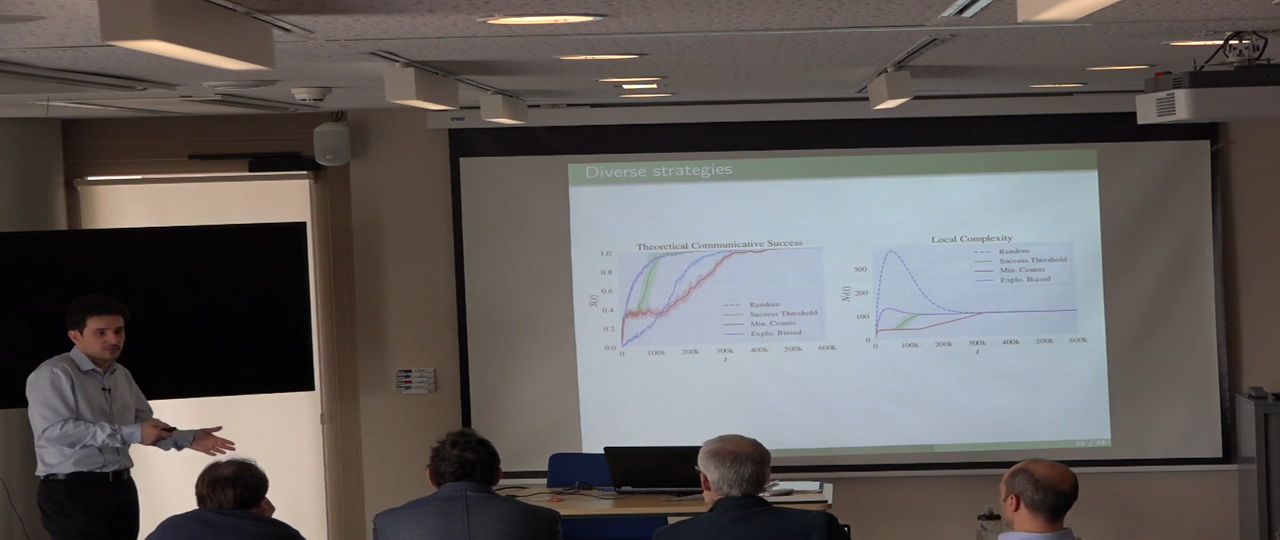 Diverse strategies
Theoretical Communicative Success
1.0
0.8
0.6
0.4
0.2
0.0
S(t)
Random
Success Threshold
Min. Counts
Explo. Biased
0
100k
200k
300k
400k
500k
600k
t
Local Complexity
300
200
100
0
Random
Success Threshold
Min. Counts
Explo. Biased
0
100k
200k
300k
400k
500k
600k
t